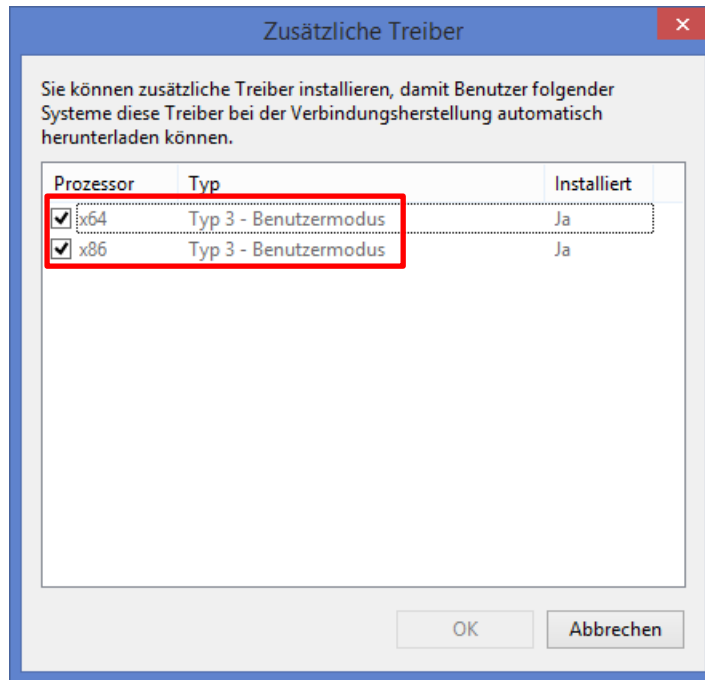 Zusätzliche Treiber
Sie können zusätzliche Treiber installieren, damit Benutzer folgender
Systeme diese Treiber bei der Verbindungsherstellung automatisch
herunterladen können.
Prozessor Typ Installiert
x64 Typ 3 - Benutzermodus Ja
x86 Typ 3 - Benutzermodus Ja
OK Abbrechen